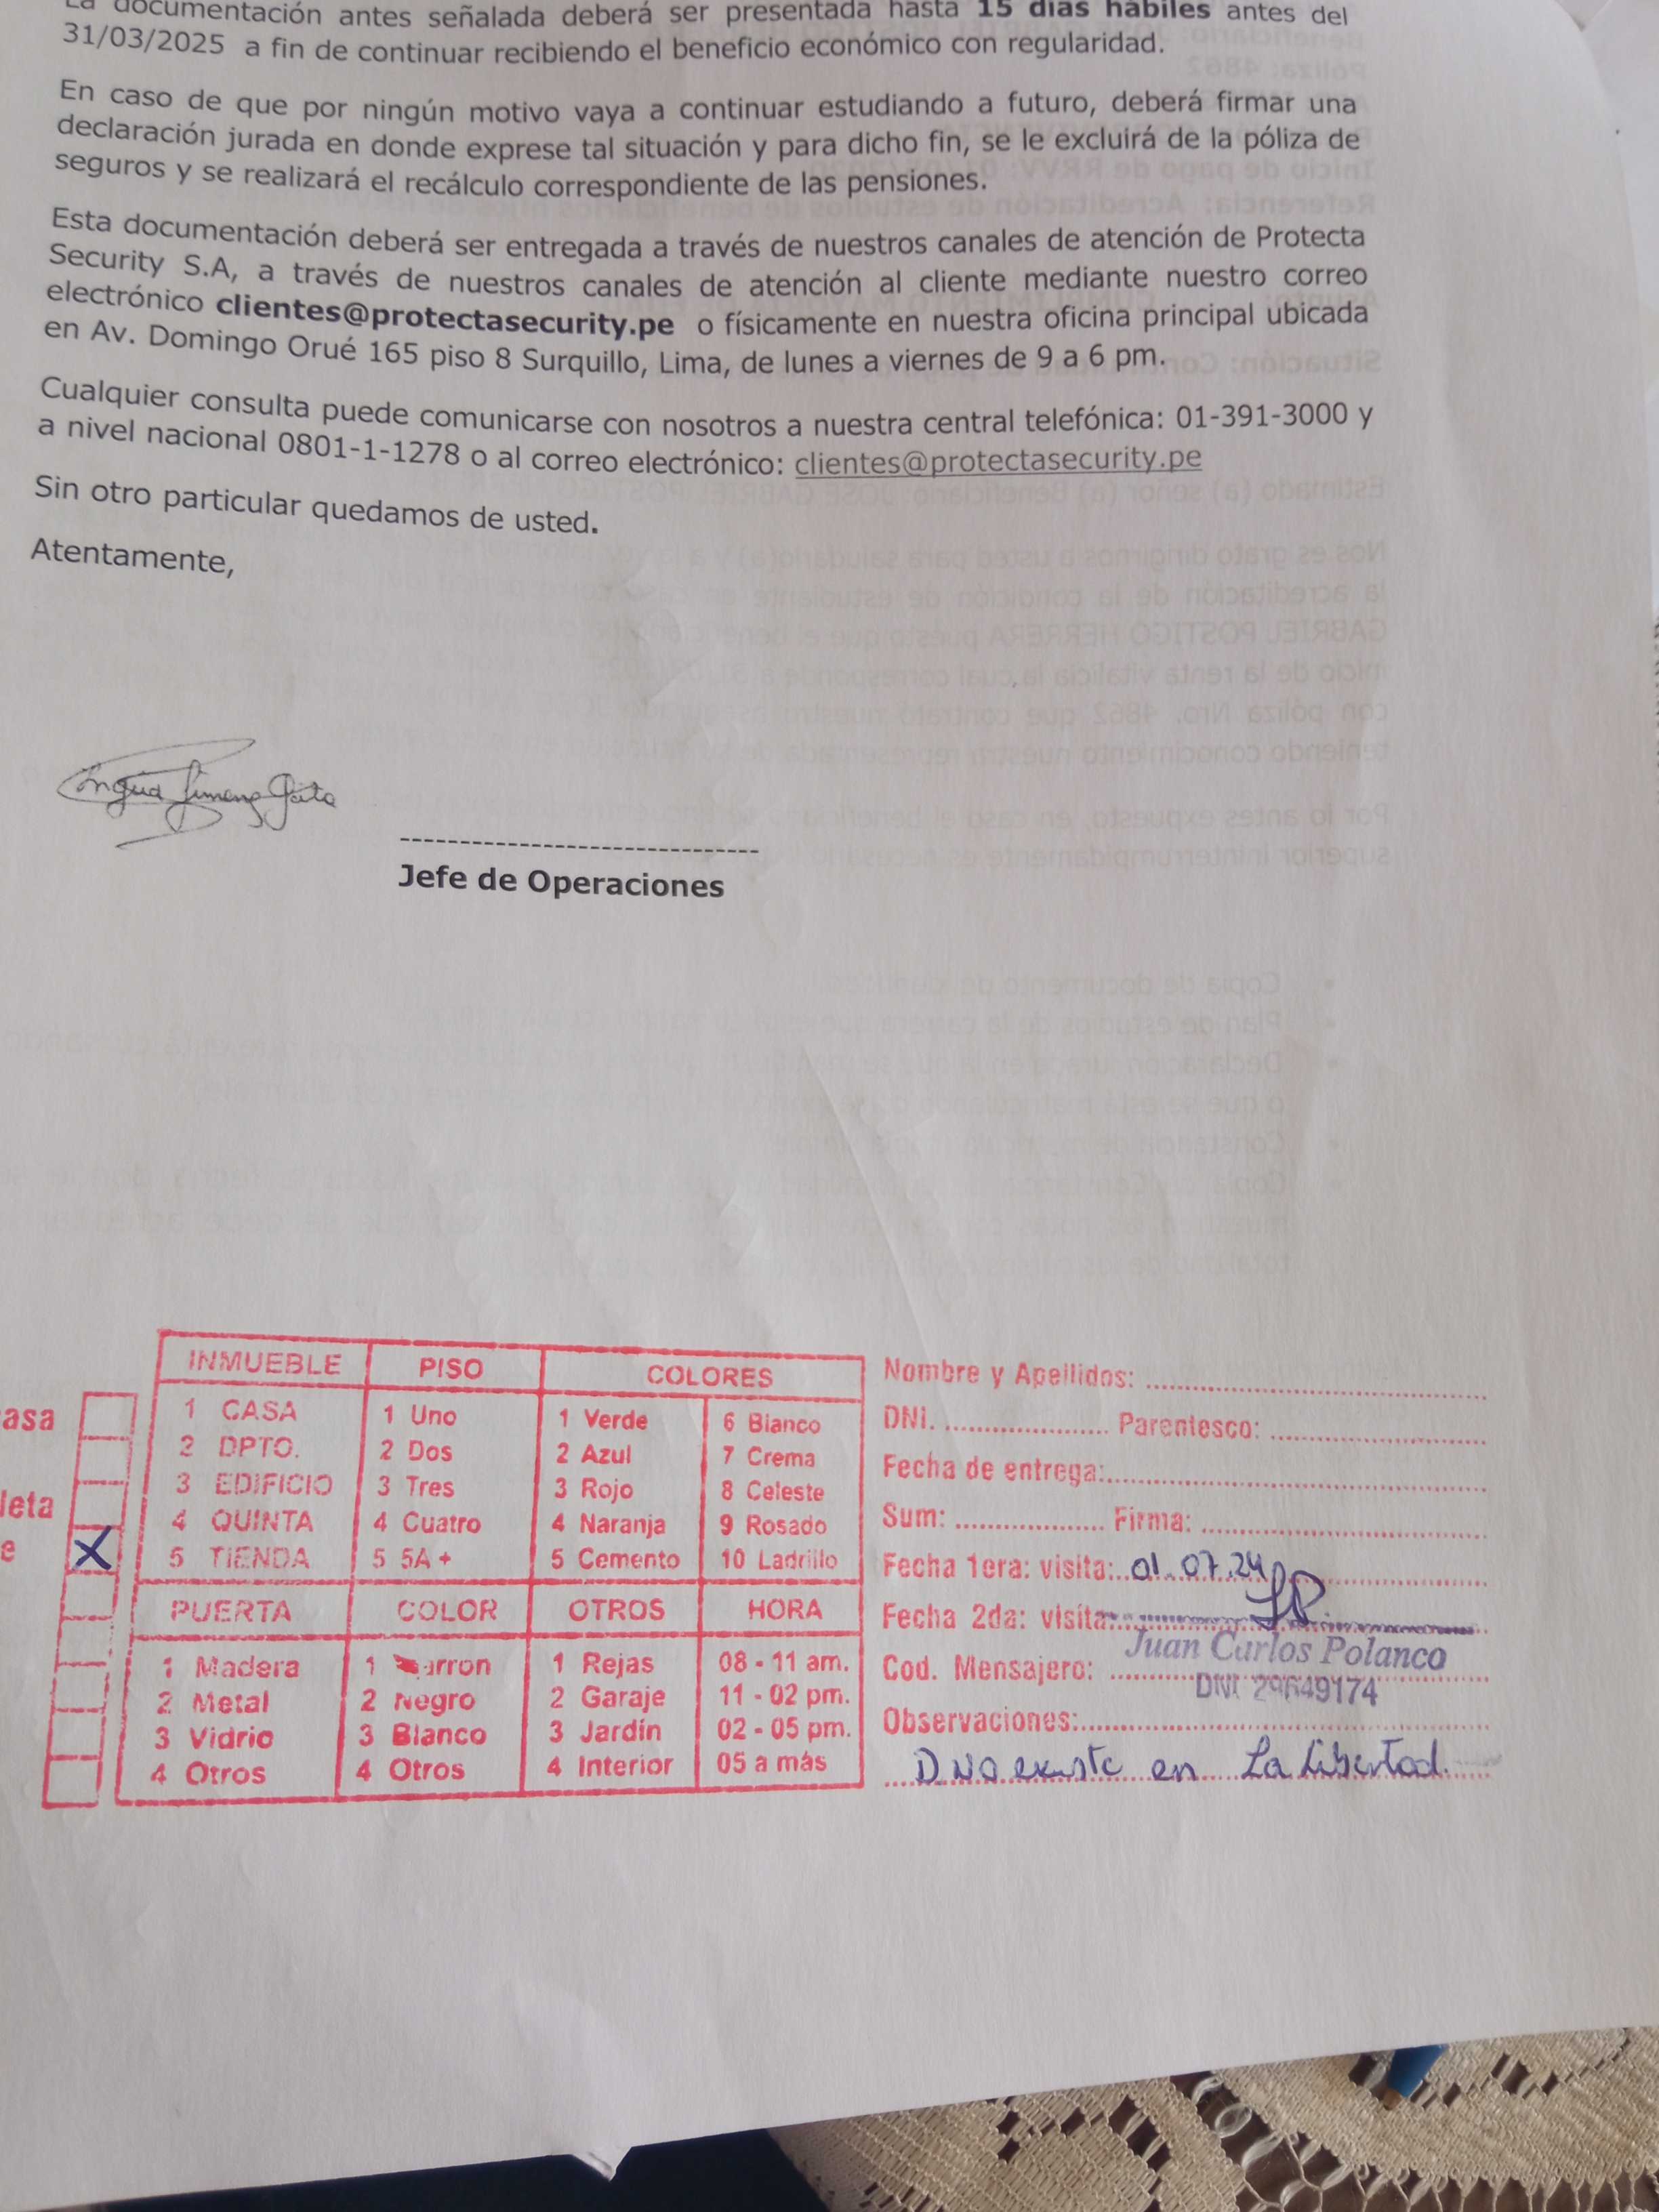 La documentación antes señalada deberá ser presentada hasta 15 días hábiles antes del
31/03/2025 a fin de continuar recibiendo el beneficio económico con regularidad.
En caso de que por ningún motivo vaya a continuar estudiando a futuro, deberá firmar una
declaración jurada en donde exprese tal situación y para dicho fin, se le excluirá de la póliza de
seguros y se realizará el recálculo correspondiente de las pensiones.
Esta documentación deberá ser entregada a través de nuestros canales de atención de Protecta
Security S.A, a través de nuestros canales de atención al cliente mediante nuestro correo
electrónico clientes@protectasecurity.pe o físicamente en nuestra oficina principal ubicada
en Av. Domingo Orué 165 piso 8 Surquillo, Lima, de lunes a viernes de 9 a 6 pm.
Cualquier consulta puede comunicarse con nosotros a nuestra central telefónica: 01-391-3000 y
a nivel nacional 0801-1-1278 o al correo electrónico: clientes@protectasecurity.pe
Sin otro particular quedamos de usted.
Atentamente,
Jefe de Operaciones
asa
leta
e
X
INMUEBLE PISO COLORES
1 CASA 1 Uno 1 Verde 6 Blanco
2 DPTO. 2 Dos 2 Azul 7 Crema
3 EDIFICIO 3 Tres 3 Rojo 8 Celeste
4 QUINTA 4 Cuatro 4 Naranja 9 Rosado
5 TIENDA 5 5A + 5 Cemento 10 Ladrillo
PUERTA COLOR OTROS HORA
1 Madera 1 Marron 1 Rejas 08 - 11 am.
2 Metal 2 Negro 2 Garaje 11 - 02 pm.
3 Vidrio 3 Blanco 3 Jardín 02 - 05 pm.
4 Otros 4 Otros 4 Interior 05 a más
Nombre y Apellidos:
DNI. Parentesco:
Fecha de entrega:
Sum: Firma:
Fecha 1era: visita: 01.07.24
Fecha 2da: visita:
Juan Carlos Polanco
Cod. Mensajero:
DNI 29649174
Observaciones:
D No existe en La Libertad.